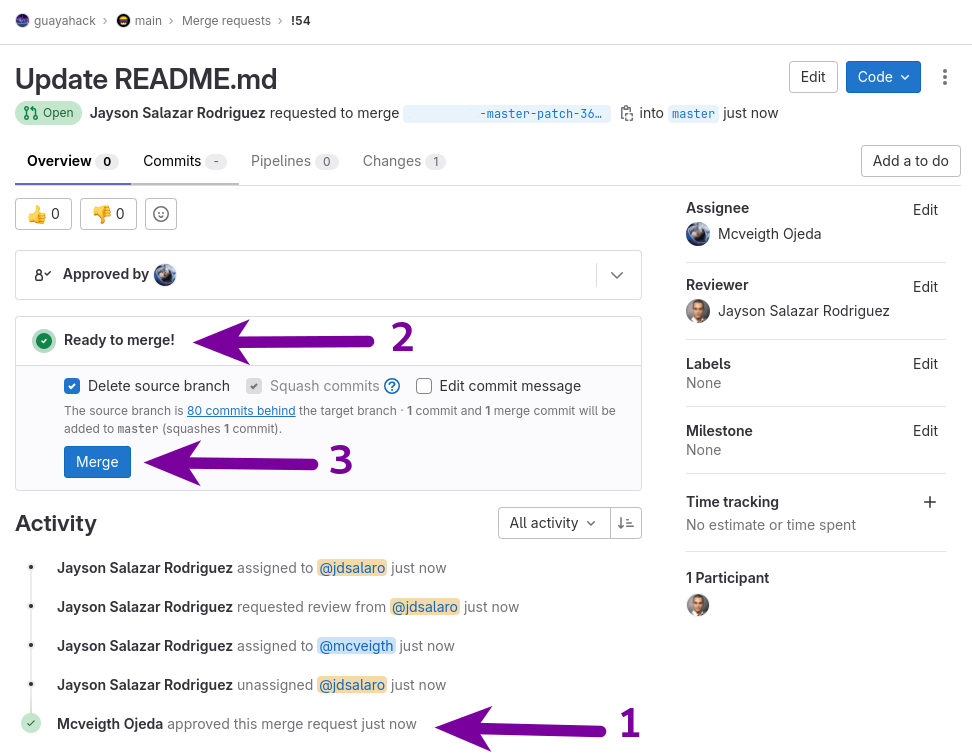 guayahack › main › Merge requests › !54
Update README.md
Edit
Code
Open Jayson Salazar Rodriguez requested to merge -master-patch-36… into master just now
Overview 0 Commits - Pipelines 0 Changes 1
Add a to do
👍 0 👎 0
Approved by
Ready to merge! 2
Delete source branch Squash commits ? Edit commit message
The source branch is 80 commits behind the target branch · 1 commit and 1 merge commit will be
added to master (squashes 1 commit).
Merge 3
Activity
All activity
Jayson Salazar Rodriguez assigned to @jdsalaro just now
Jayson Salazar Rodriguez requested review from @jdsalaro just now
Jayson Salazar Rodriguez assigned to @mcveigth just now
Jayson Salazar Rodriguez unassigned @jdsalaro just now
Mcveigth Ojeda approved this merge request just now 1
Assignee Edit
Mcveigth Ojeda
Reviewer Edit
Jayson Salazar Rodriguez
Labels Edit
None
Milestone Edit
None
Time tracking +
No estimate or time spent
1 Participant